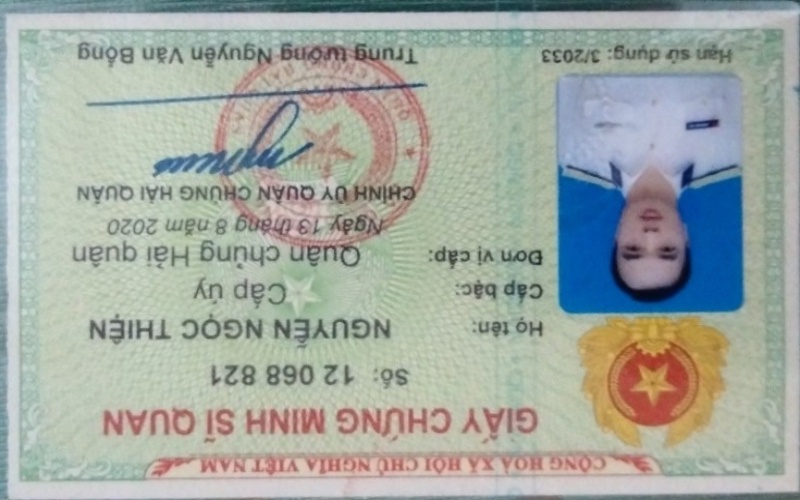 CỘNG HOÀ XÃ HỘI CHỦ NGHĨA VIỆT NAM
GIẤY CHỨNG MINH SĨ QUAN
Số: 12 068 821
Họ tên: NGUYỄN NGỌC THIỆN
Cấp bậc: Cấp úy
Đơn vị cấp: Quân chủng Hải quân
Ngày 13 tháng 8 năm 2020
CHÍNH ỦY QUÂN CHỦNG HẢI QUÂN
Hạn sử dụng: 3/2033
Trung tướng Nguyễn Văn Bổng